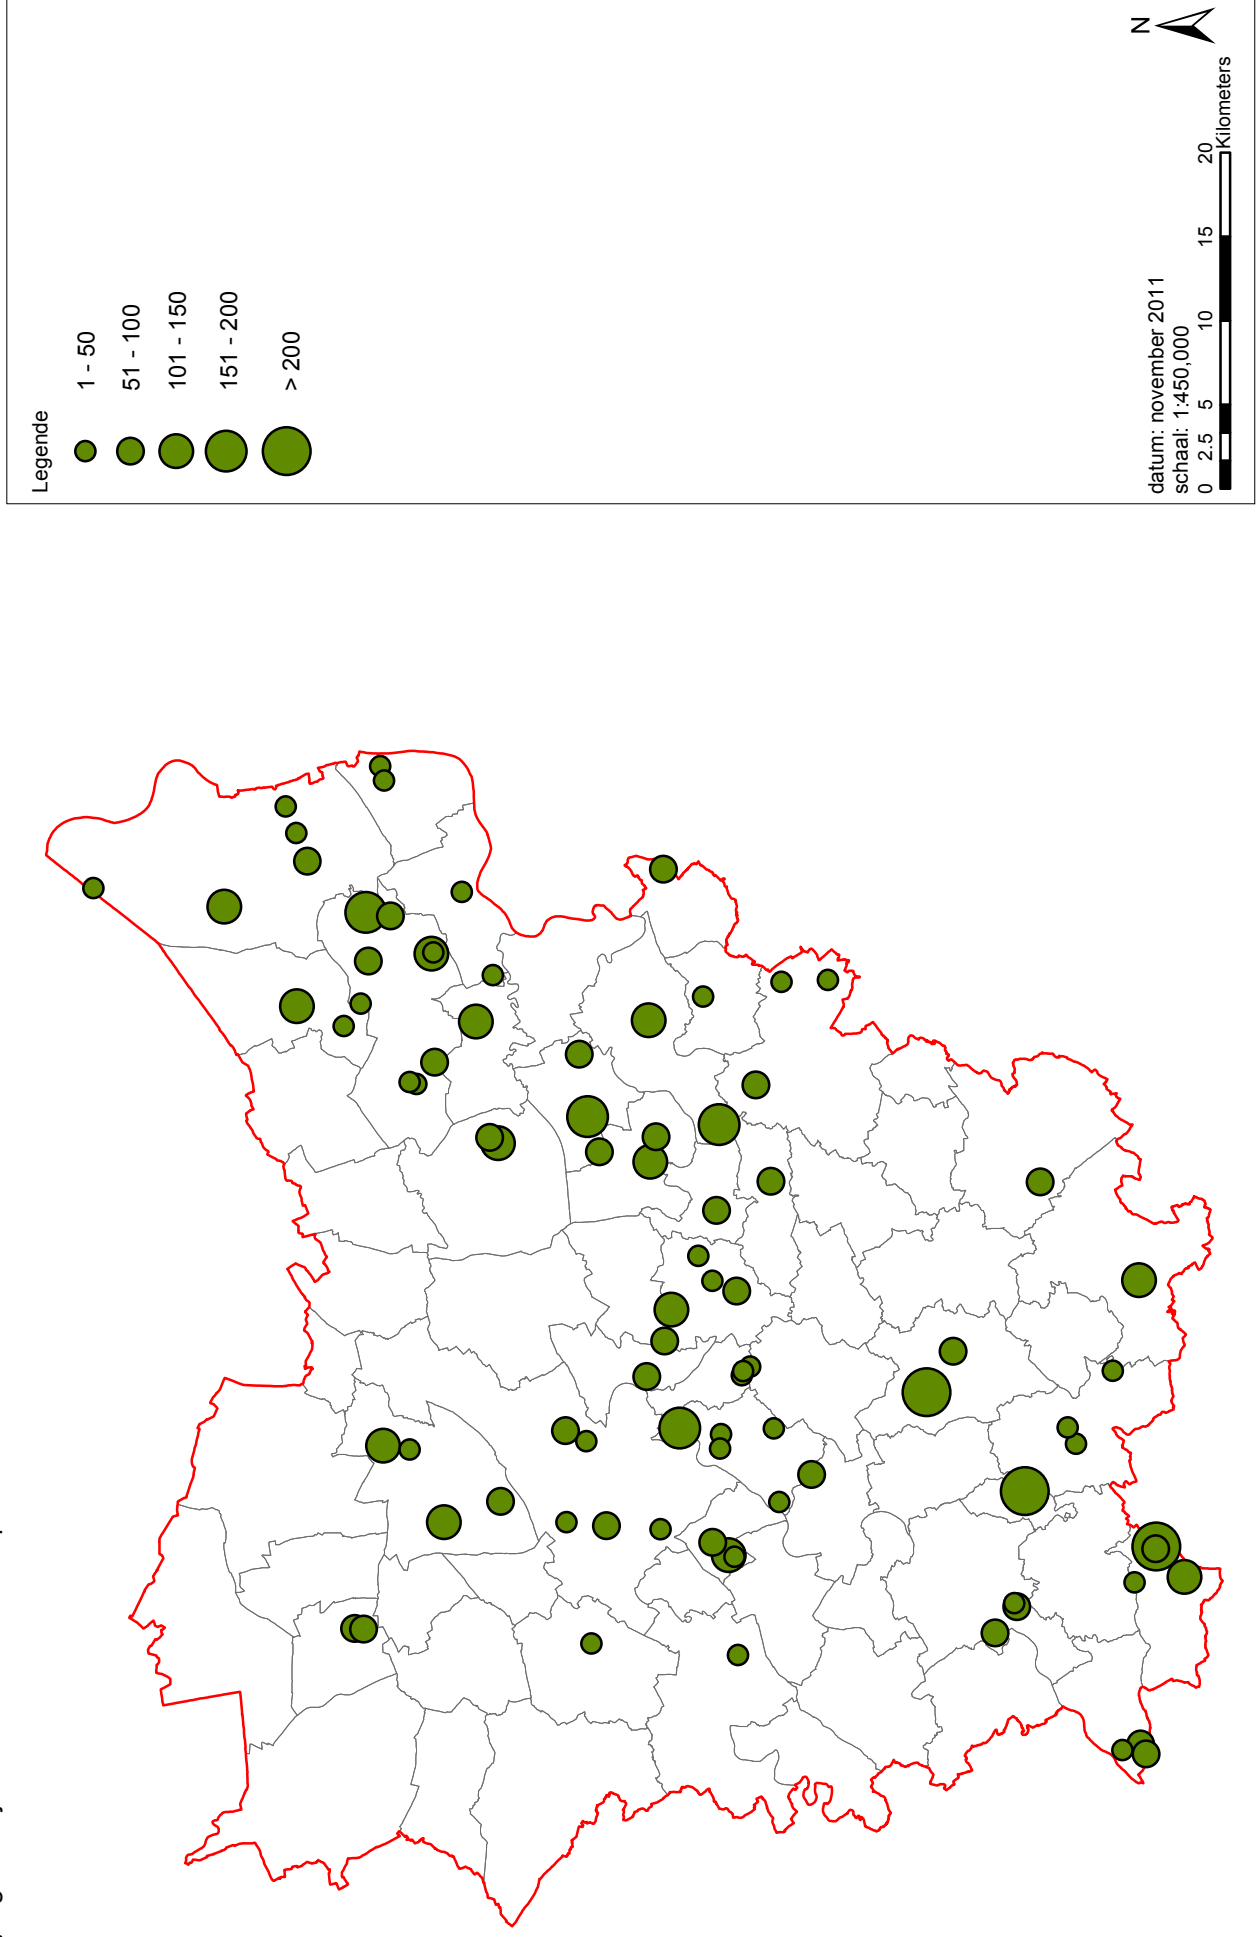 Legende
1 - 50
51 - 100
101 - 150
151 - 200
> 200
N
datum: november 2011
schaal: 1:450,000
0 2.5 5 10 15 20
Kilometers